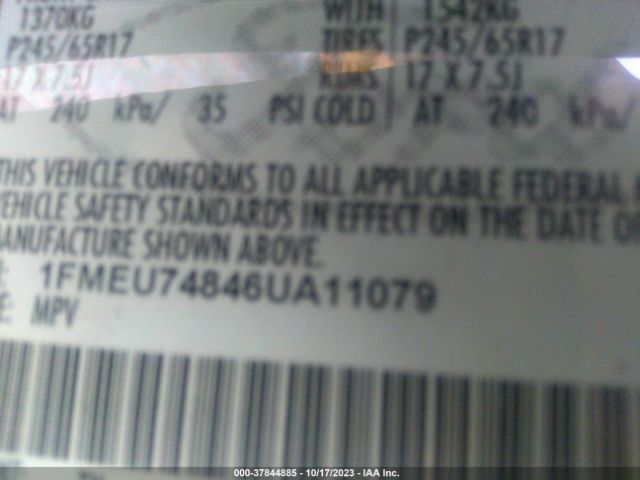 1370KG WITH 1542KG
P245/65R17 TIRES P245/65R17
17 X 7.5J RIMS 17 X 7.5J
AT 240 kPa/ 35 PSI COLD AT 240 kPa/
THIS VEHICLE CONFORMS TO ALL APPLICABLE FEDERAL
VEHICLE SAFETY STANDARDS IN EFFECT ON THE DATE OF
MANUFACTURE SHOWN ABOVE.
1FMEU74846UA11079
MPV
000-37844885 - 10/17/2023 - IAA Inc.